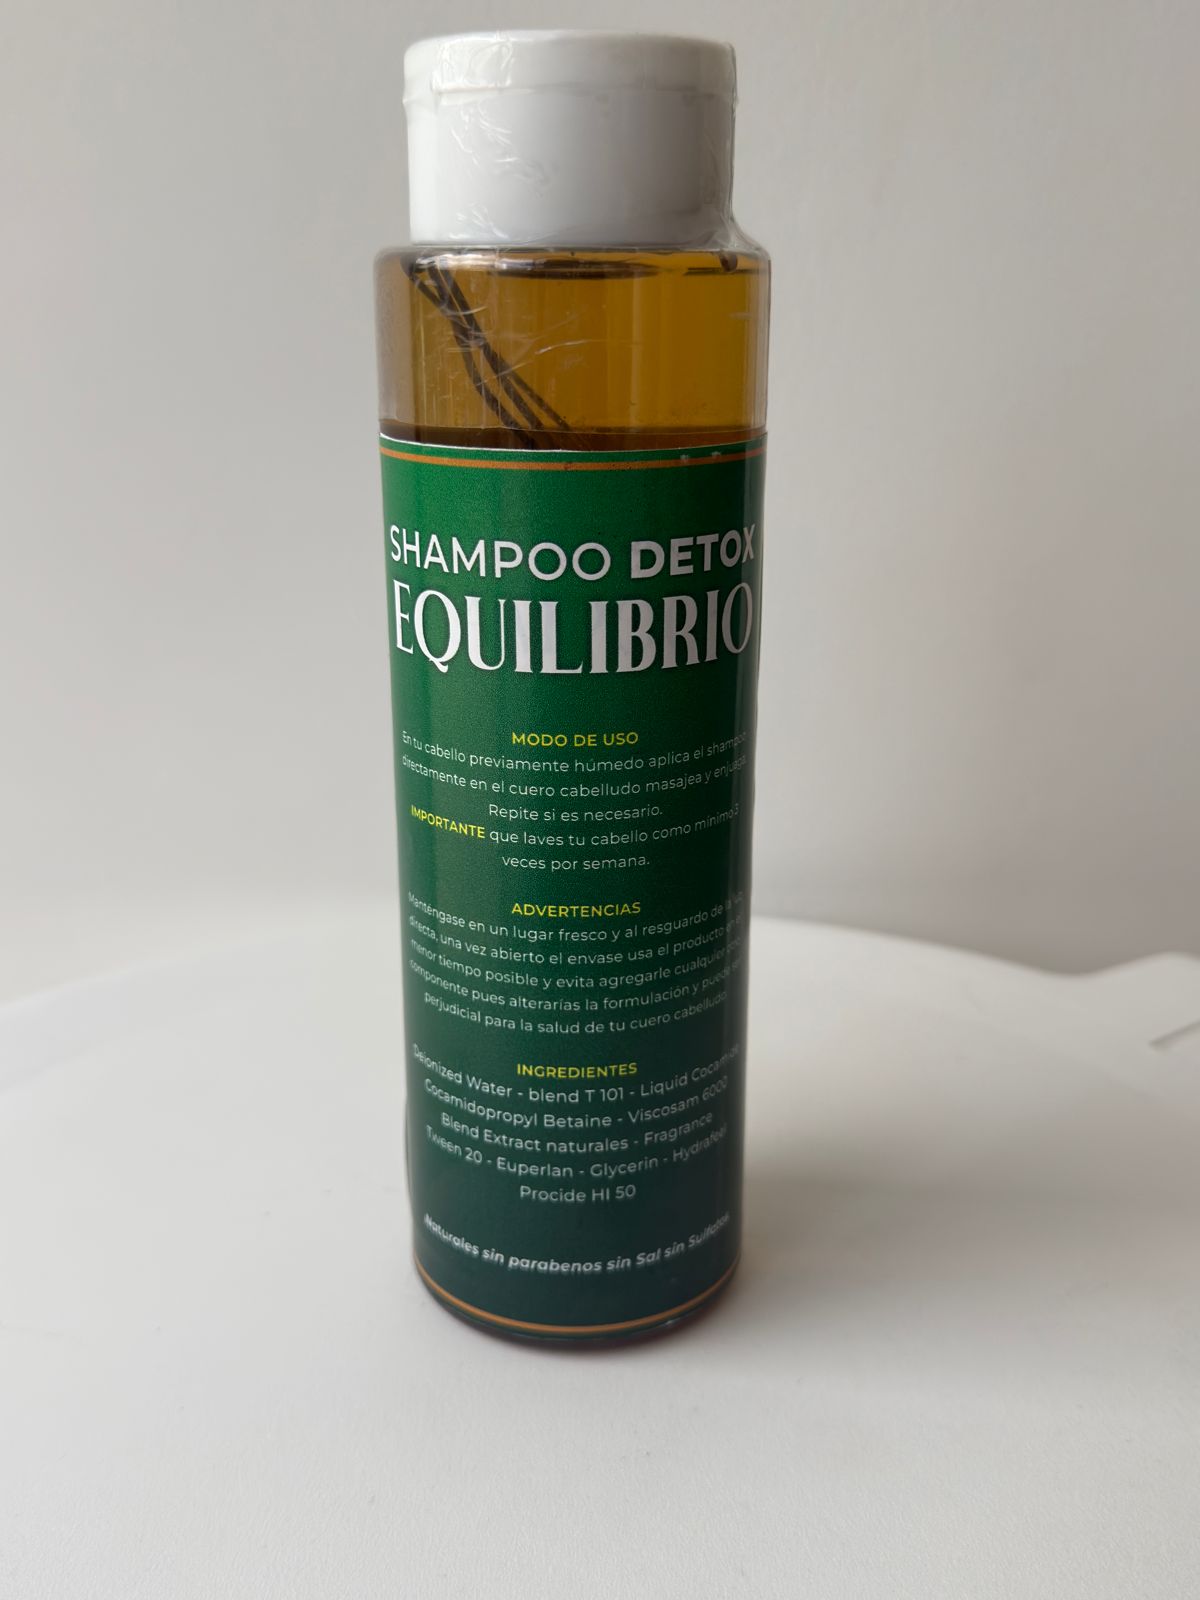 SHAMPOO DETOX
EQUILIBRIO
MODO DE USO
En tu cabello previamente húmedo aplica el shampoo
directamente en el cuero cabelludo masajea y enjuaga.
Repite si es necesario.
IMPORTANTE que laves tu cabello como mínimo 3
veces por semana.
ADVERTENCIAS
Manténgase en un lugar fresco y al resguardo de la luz
directa, una vez abierto el envase usa el producto en el
menor tiempo posible y evita agregarle cualquier otro
componente pues alterarías la formulación y puede ser
perjudicial para la salud de tu cuero cabelludo
INGREDIENTES
Deionized Water - blend T 101 - Liquid Cocamide
Cocamidopropyl Betaine - Viscosam 6000
Blend Extract naturales - Fragrance
Tween 20 - Euperlan - Glycerin - Hydrafeel
Procide HI 50
Naturales sin parabenos sin Sal sin Sulfatos